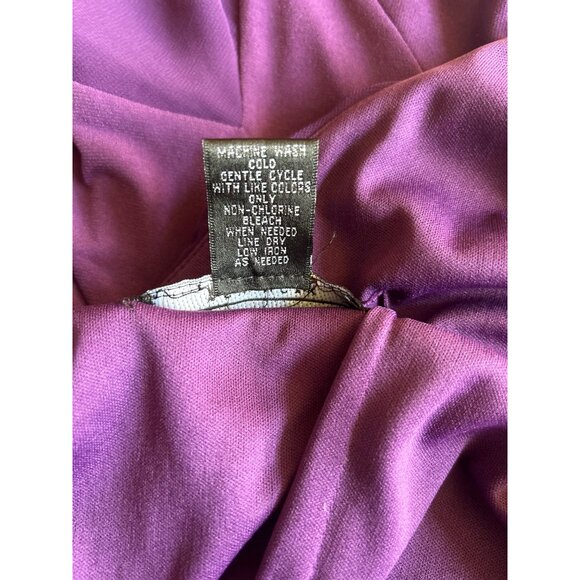 MACHINE WASH
COLD
GENTLE CYCLE
WITH LIKE COLORS
ONLY
NON-CHLORINE
BLEACH
WHEN NEEDED
LINE DRY
LOW IRON
AS NEEDED